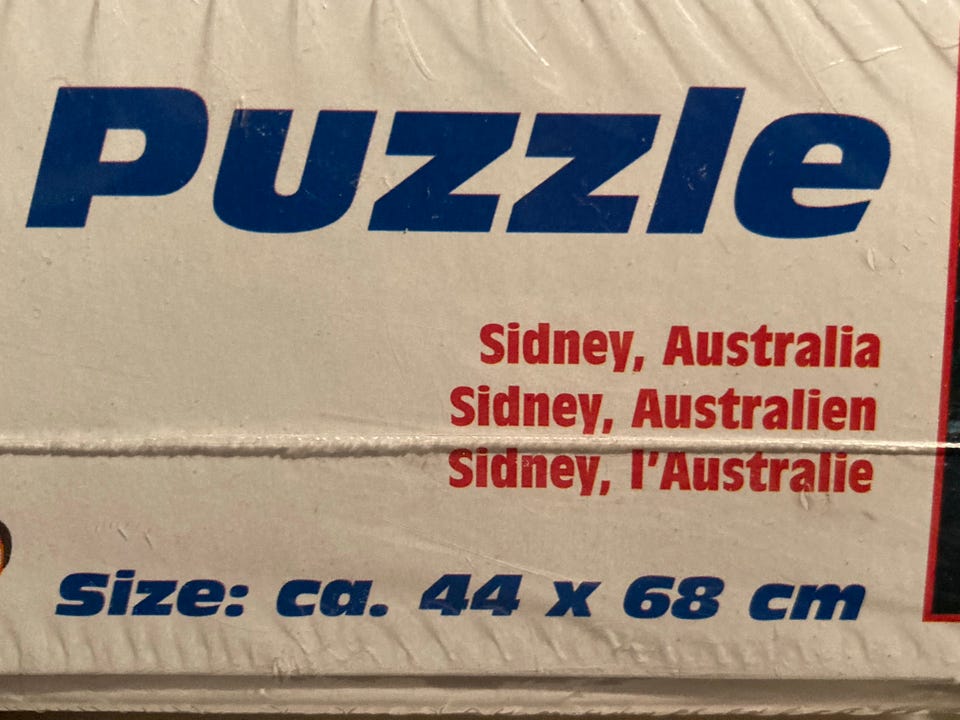 Puzzle
Sidney, Australia
Sidney, Australien
Sidney, l'Australie
Size: ca. 44 x 68 cm